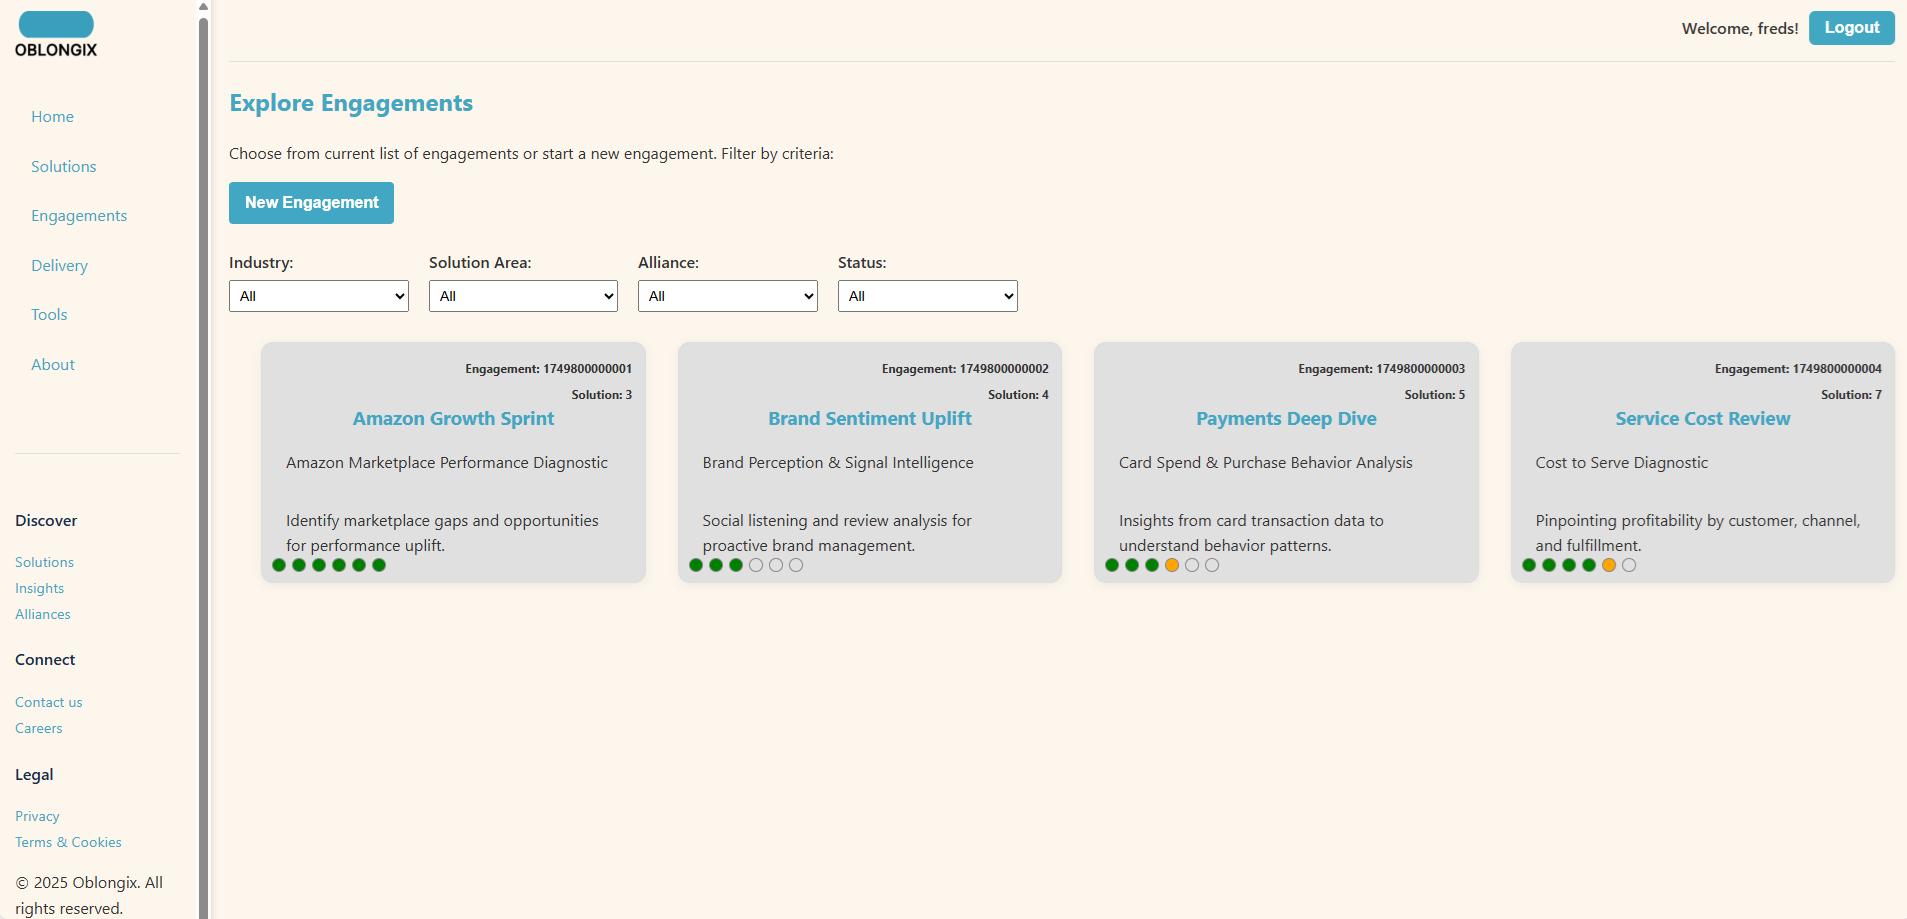 OBLONGIX
Home
Solutions
Engagements
Delivery
Tools
About
Discover
Solutions
Insights
Alliances
Connect
Contact us
Careers
Legal
Privacy
Terms & Cookies
© 2025 Oblongix. All
rights reserved.
Welcome, freds!
Logout
Explore Engagements
Choose from current list of engagements or start a new engagement. Filter by criteria:
New Engagement
Industry:
All
Solution Area:
All
Alliance:
All
Status:
All
Engagement: 1749800000001
Solution: 3
Amazon Growth Sprint
Amazon Marketplace Performance Diagnostic
Identify marketplace gaps and opportunities
for performance uplift.
Engagement: 1749800000002
Solution: 4
Brand Sentiment Uplift
Brand Perception & Signal Intelligence
Social listening and review analysis for
proactive brand management.
Engagement: 1749800000003
Solution: 5
Payments Deep Dive
Card Spend & Purchase Behavior Analysis
Insights from card transaction data to
understand behavior patterns.
Engagement: 1749800000004
Solution: 7
Service Cost Review
Cost to Serve Diagnostic
Pinpointing profitability by customer, channel,
and fulfillment.